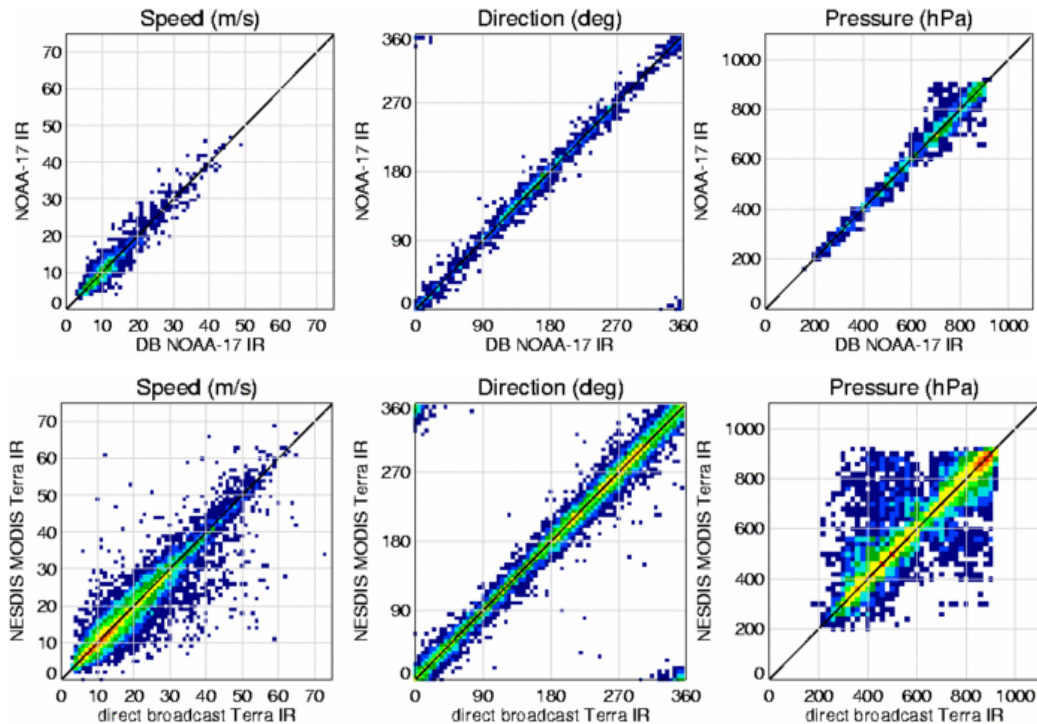 Speed (m/s)
Direction (deg)
Pressure (hPa)
NOAA-17 IR
70
60
50
40
30
20
10
0
0 10 20 30 40 50 60 70
DB NOAA-17 IR
NOAA-17 IR
360
270
180
90
0
0 90 180 270 360
DB NOAA-17 IR
NOAA-17 IR
1000
800
600
400
200
0
0 200 400 600 800 1000
DB NOAA-17 IR
Speed (m/s)
Direction (deg)
Pressure (hPa)
NESDIS MODIS Terra IR
70
60
50
40
30
20
10
0
0 10 20 30 40 50 60 70
direct broadcast Terra IR
NESDIS MODIS Terra IR
360
270
180
90
0
0 90 180 270 360
direct broadcast Terra IR
NESDIS MODIS Terra IR
1000
800
600
400
200
0
0 200 400 600 800 1000
direct broadcast Terra IR